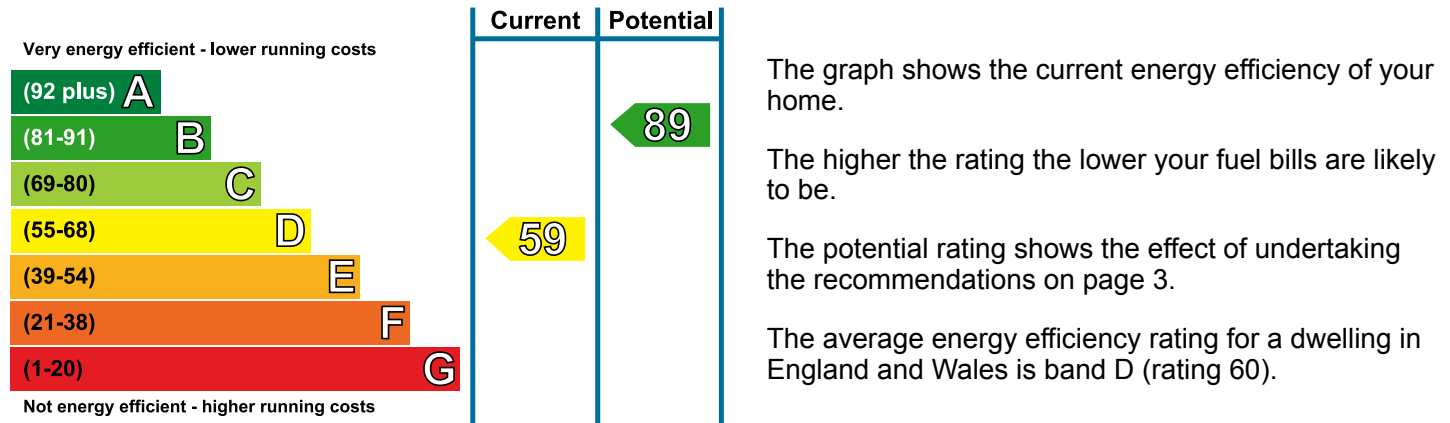 Current Potential
Very energy efficient - lower running costs
(92 plus) A
(81-91) B
89
(69-80) C
(55-68) D
59
(39-54) E
(21-38) F
(1-20) G
Not energy efficient - higher running costs
The graph shows the current energy efficiency of your
home.
The higher the rating the lower your fuel bills are likely
to be.
The potential rating shows the effect of undertaking
the recommendations on page 3.
The average energy efficiency rating for a dwelling in
England and Wales is band D (rating 60).